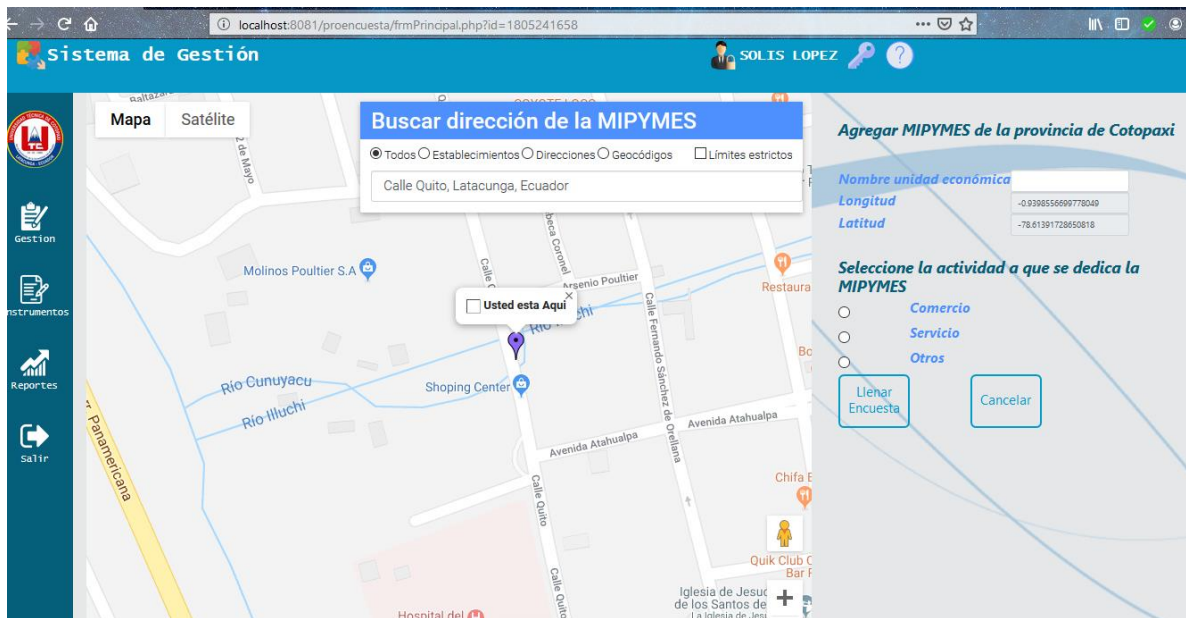 localhost:8081/proencuesta/frmPrincipal.php?id=1805241658
Sistema de Gestión
SOLIS LOPEZ
?
Mapa
Satélite
Buscar dirección de la MIPYMES
Todos
Establecimientos
Direcciones
Geocódigos
Límites estrictos
Calle Quito, Latacunga, Ecuador
Gestion
Instrumentos
Reportes
Salir
UTC
2 de Mayo
Molinos Poultier S.A
Arsenio Poultier
Restaura
Usted esta Aqui
Río Cunuyacu
Río Illuchi
Shoping Center
Calle Fernando Sánchez de Orellana
Avenida Atahualpa
Avenida Atahualpa
Panamericana
Calle Quito
Calle Quito
Chifa
Quik Club
Bar
Iglesia de Jesuc
de los Santos de
Hospital del
Agregar MIPYMES de la provincia de Cotopaxi
Nombre unidad económica
Longitud
-0.9398556699778049
Latitud
-78.61391728650818
Seleccione la actividad a que se dedica la
MIPYMES
Comercio
Servicio
Otros
Llenar
Encuesta
Cancelar